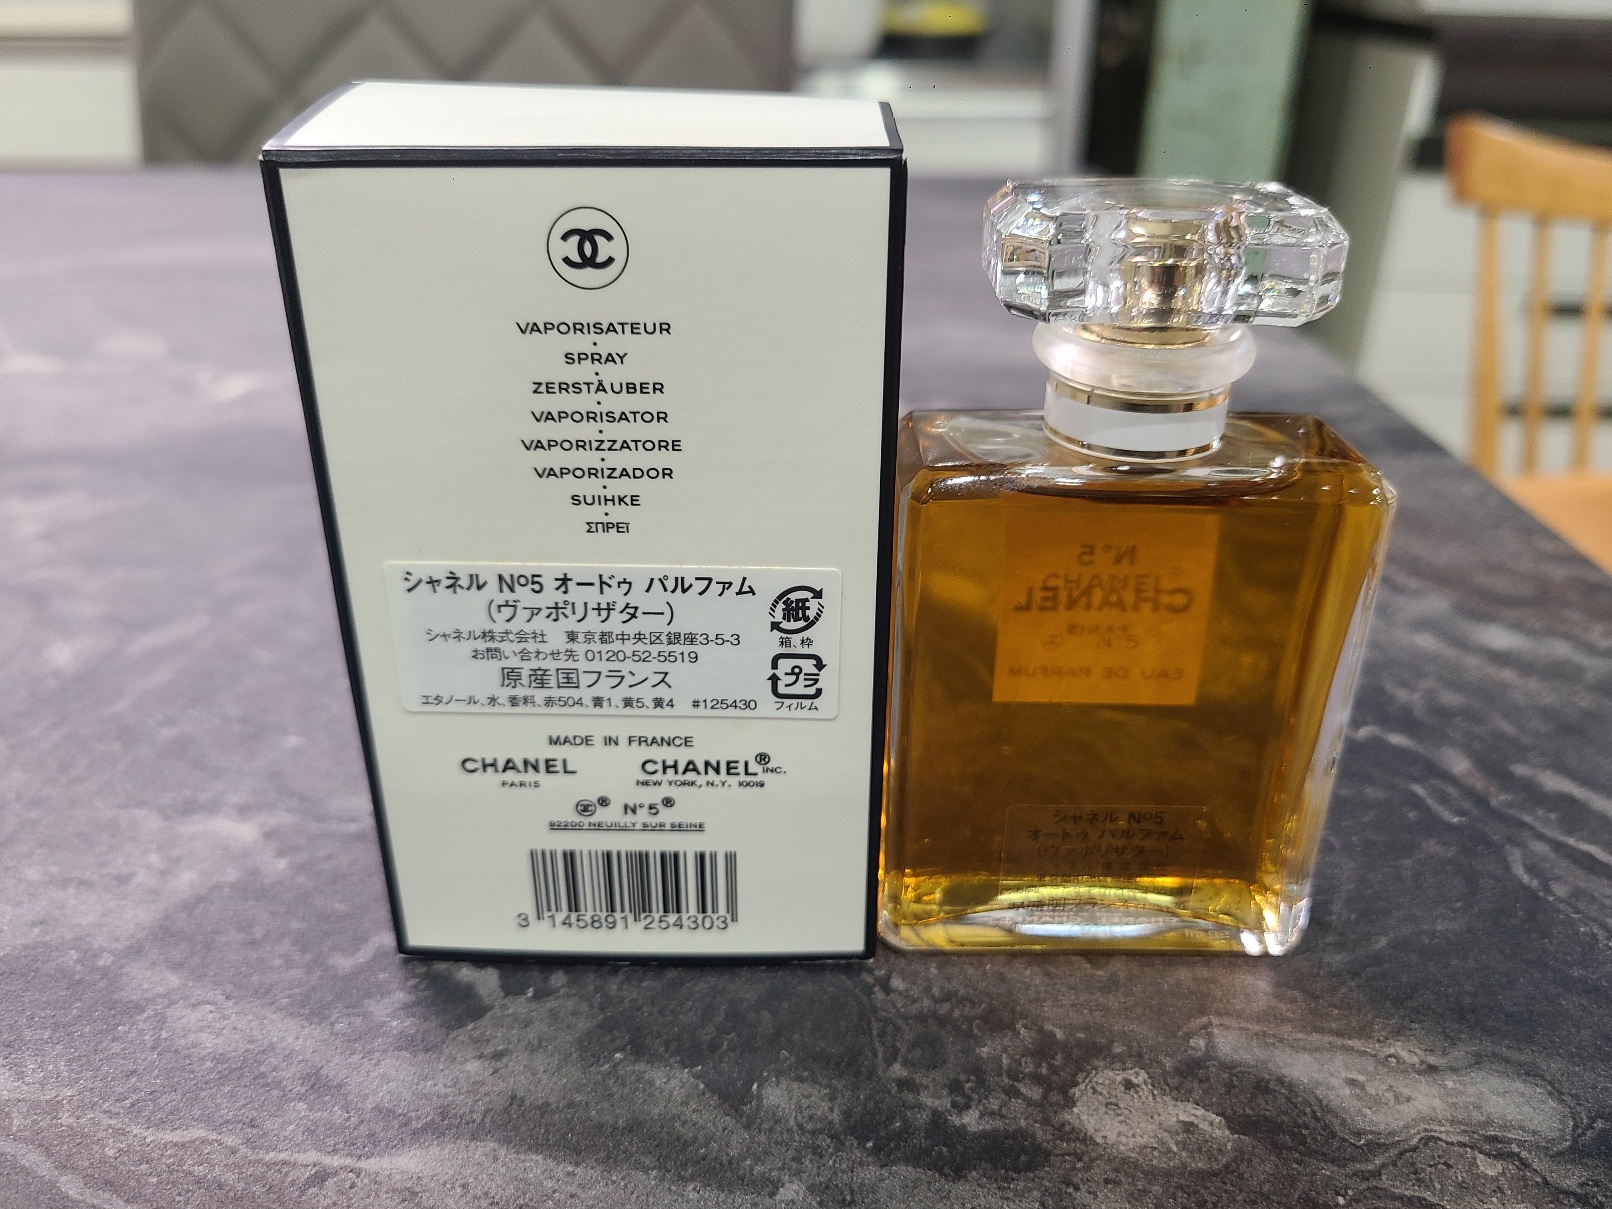 VAPORISATEUR
SPRAY
ZERSTÄUBER
VAPORISATOR
VAPORIZZATORE
VAPORIZADOR
SUIHKE
ΣΠΡΕΪ
シャネル Nº5 オードゥ パルファム
(ヴァポリザター)
シャネル株式会社 東京都中央区銀座3-5-3
お問い合わせ先 0120-52-5519
原産国フランス
エタノール、水、香料、赤504、青1、黄5、黄4 #125430
紙
箱、枠
プラ
フィルム
MADE IN FRANCE
CHANEL
PARIS
CHANEL® INC.
NEW YORK, N.Y. 10019
® N°5®
92200 NEUILLY SUR SEINE
3 145891 254303
N°5
CHANEL
PARIS
EAU DE PARFUM
CHANEL®
N°5
シャネル Nº5
オードゥ パルファム
(ヴァポリザター)